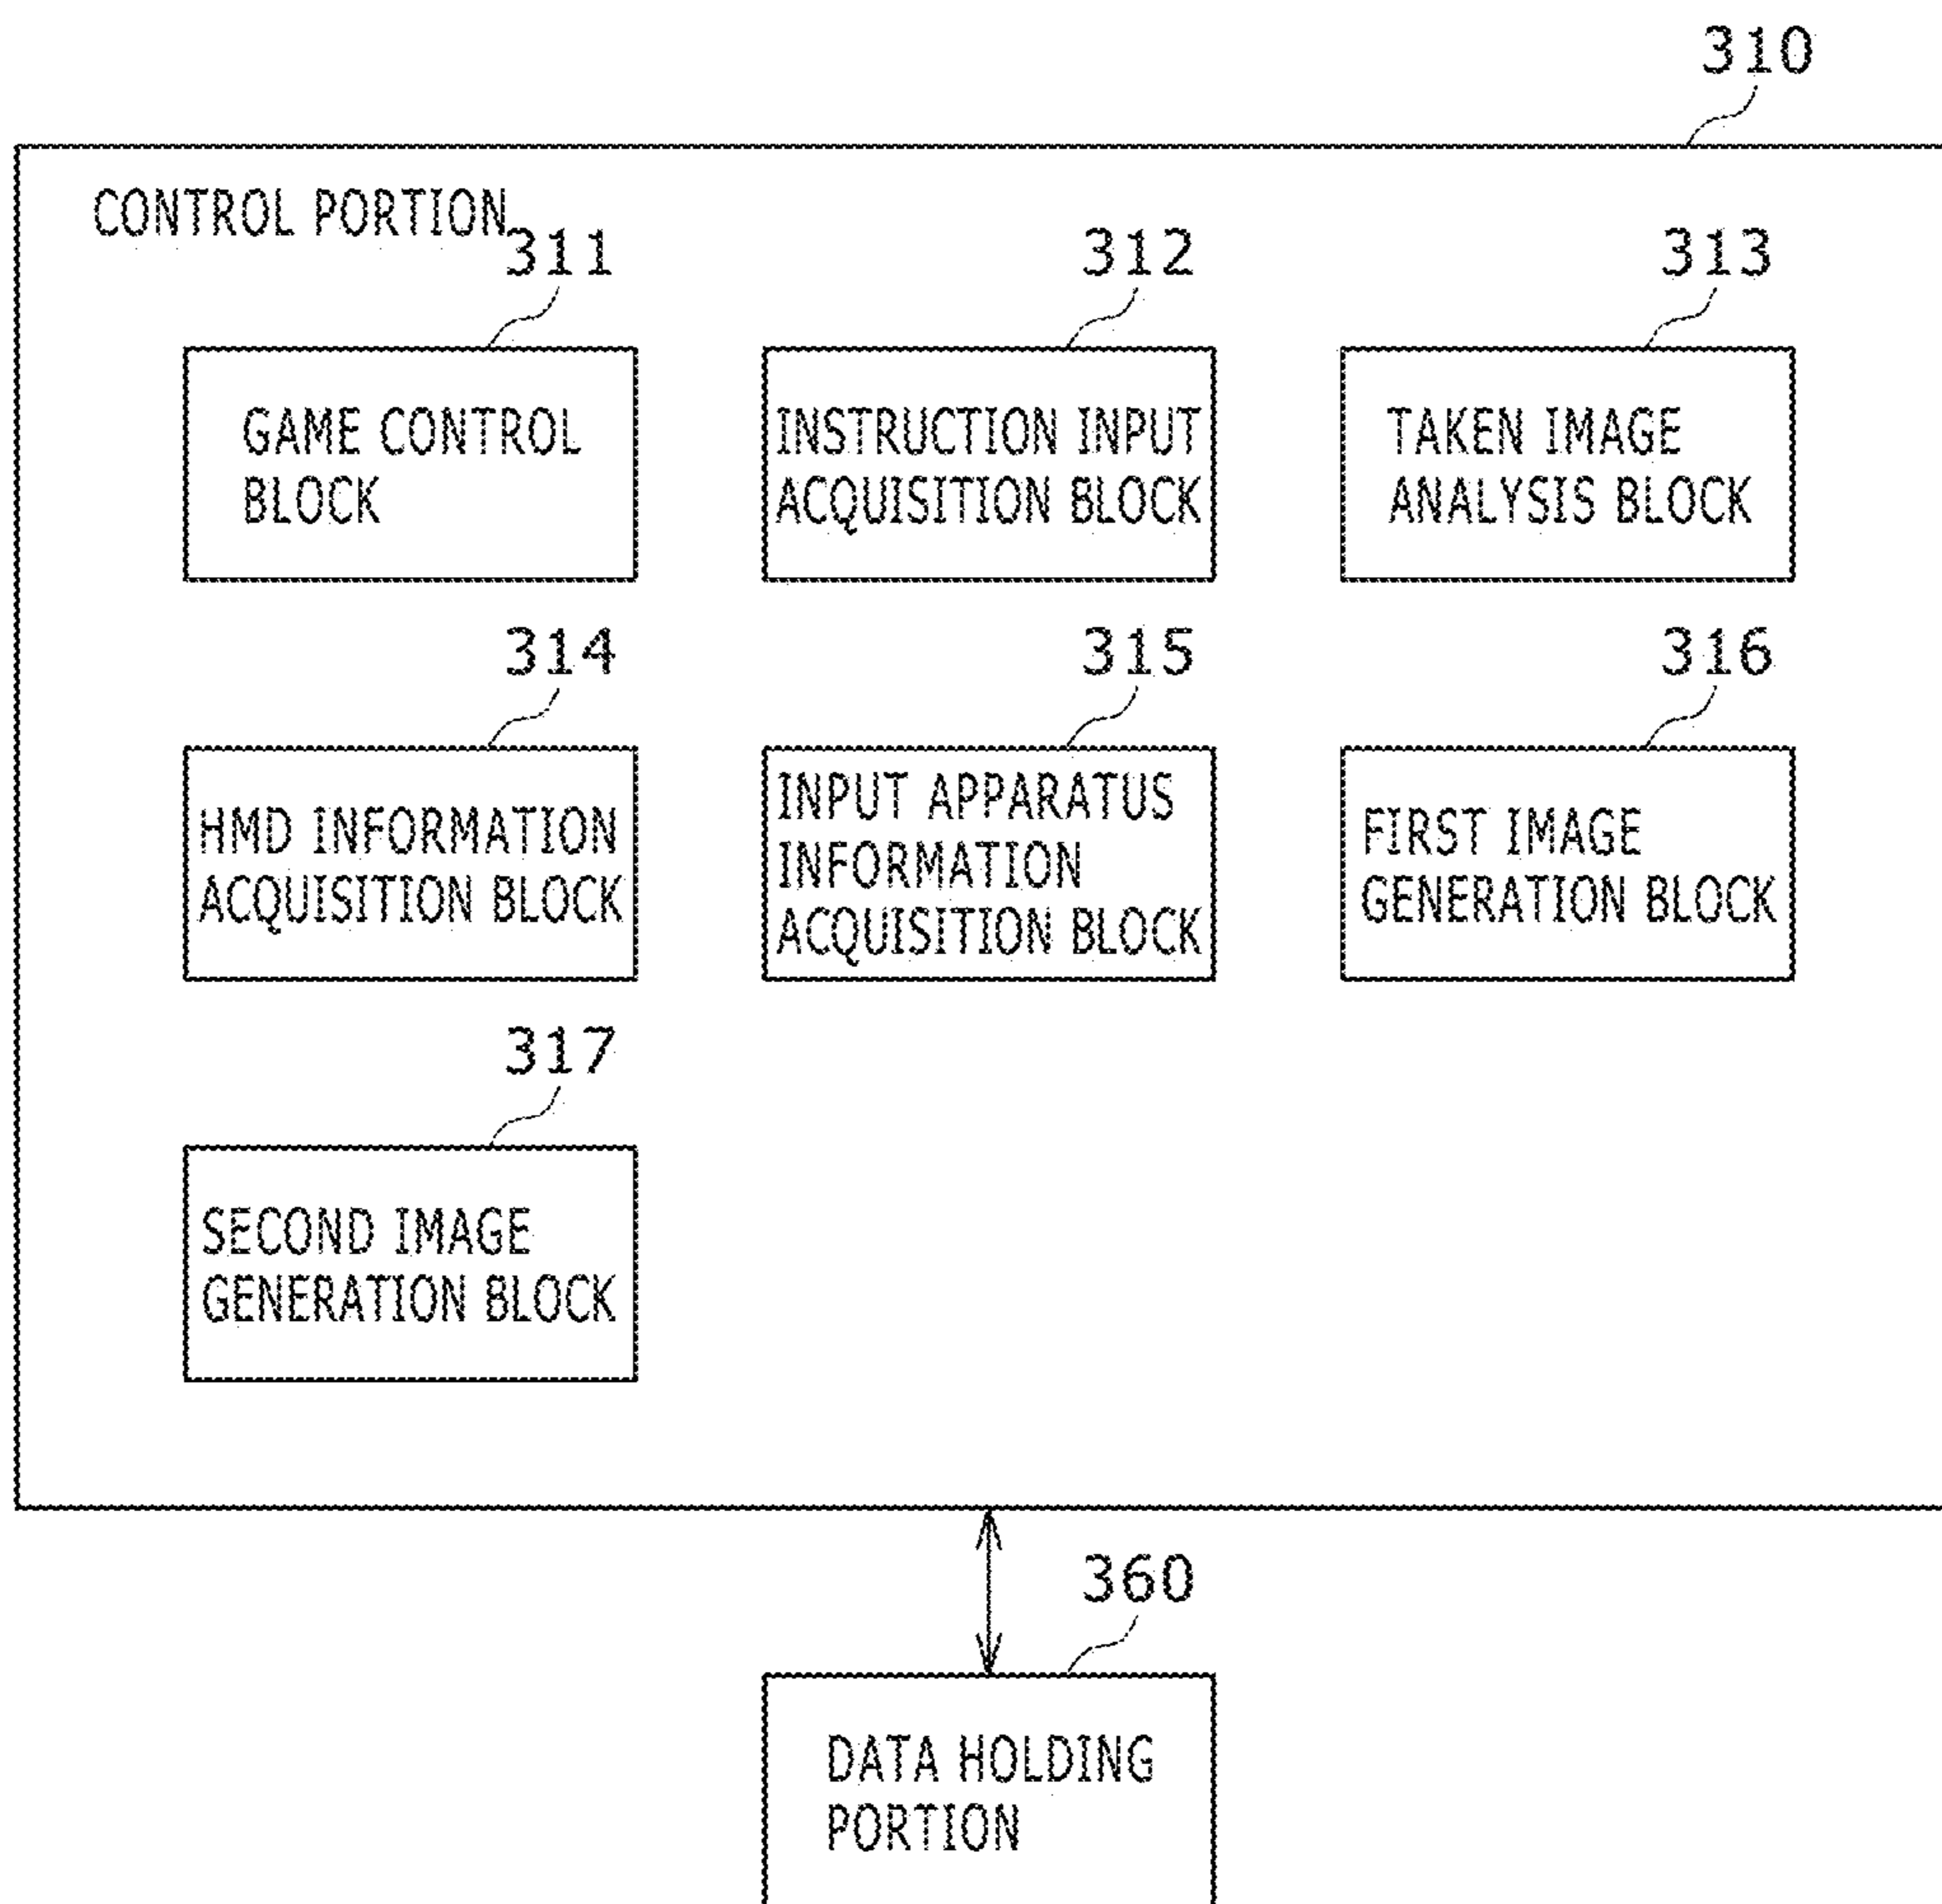 310
CONTROL PORTION
311
312
313
GAME CONTROL
BLOCK
INSTRUCTION INPUT
ACQUISITION BLOCK
TAKEN IMAGE
ANALYSIS BLOCK
314
315
316
HMD INFORMATION
ACQUISITION BLOCK
INPUT APPARATUS
INFORMATION
ACQUISITION BLOCK
FIRST IMAGE
GENERATION BLOCK
317
SECOND IMAGE
GENERATION BLOCK
360
DATA HOLDING
PORTION